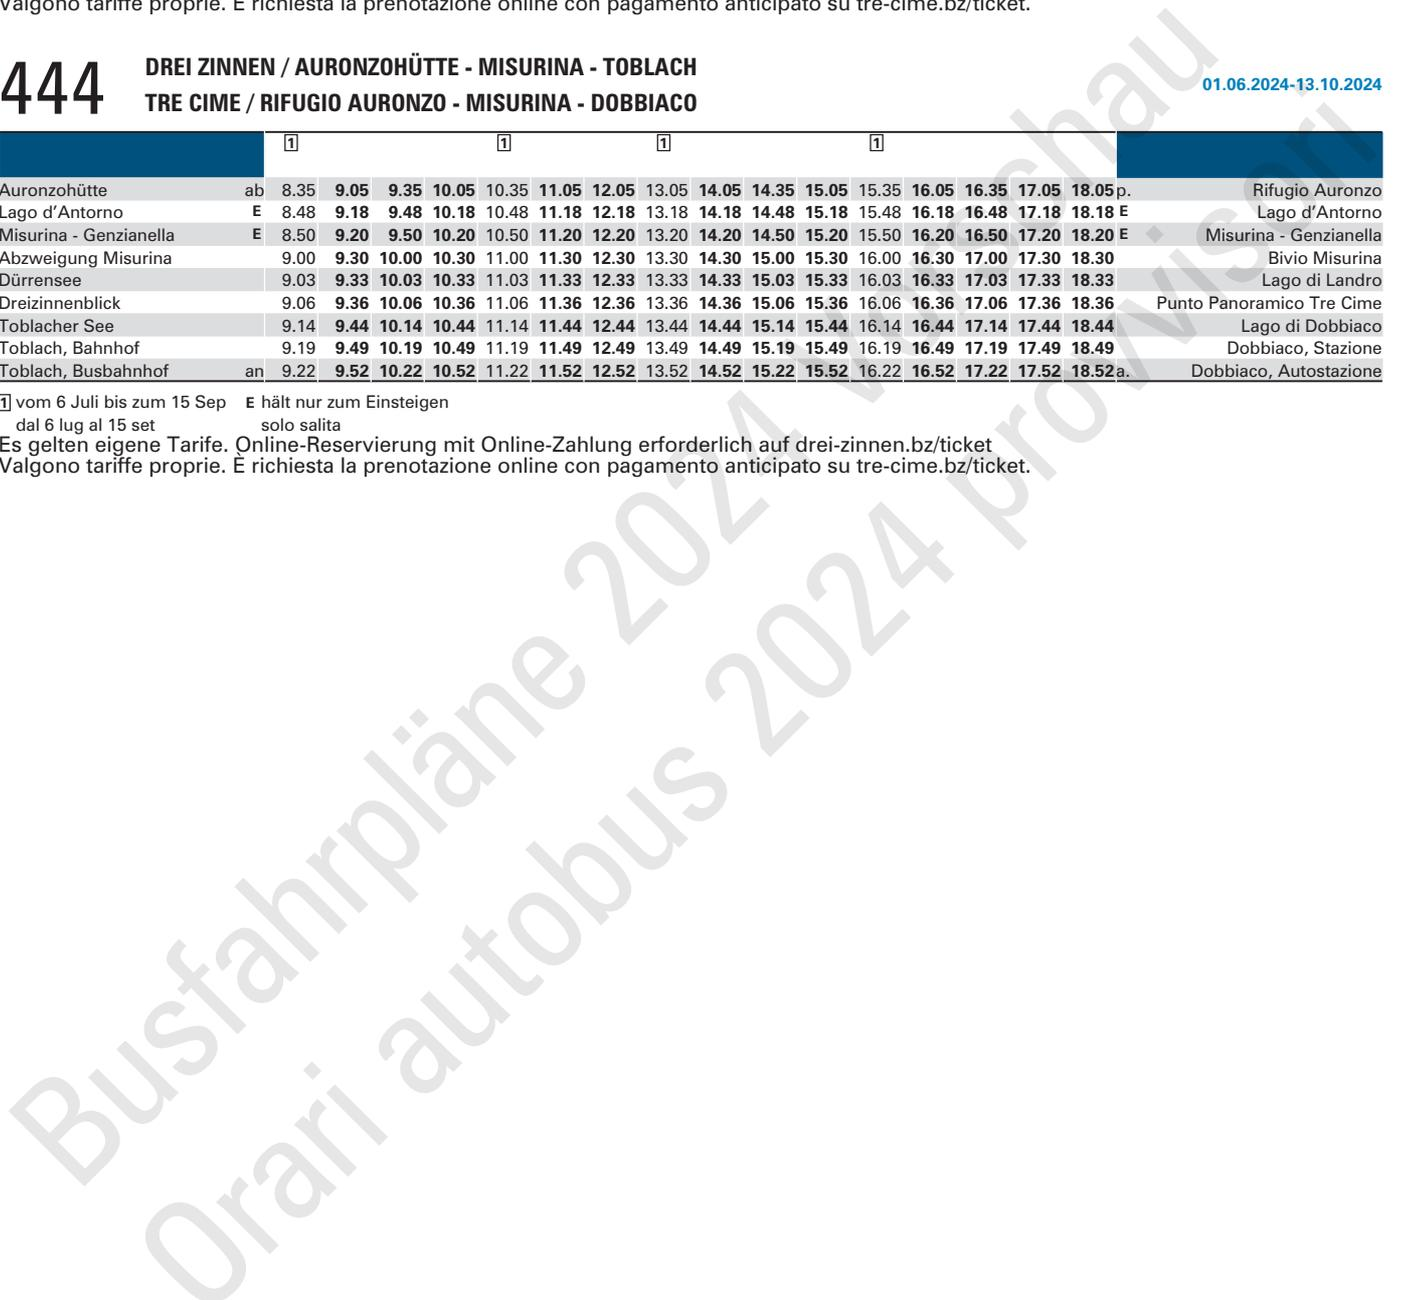 Valgono tariffe proprie. È richiesta la prenotazione online con pagamento anticipato su tre-cime.bz/ticket.
444
DREI ZINNEN / AURONZOHÜTTE - MISURINA - TOBLACH
TRE CIME / RIFUGIO AURONZO - MISURINA - DOBBIACO
01.06.2024-13.10.2024
1 1 1 1
Auronzohütte ab 8.35 9.05 9.35 10.05 10.35 11.05 12.05 13.05 14.05 14.35 15.05 15.35 16.05 16.35 17.05 18.05 p. Rifugio Auronzo
Lago d’Antorno E 8.48 9.18 9.48 10.18 10.48 11.18 12.18 13.18 14.18 14.48 15.18 15.48 16.18 16.48 17.18 18.18 E Lago d’Antorno
Misurina - Genzianella E 8.50 9.20 9.50 10.20 10.50 11.20 12.20 13.20 14.20 14.50 15.20 15.50 16.20 16.50 17.20 18.20 E Misurina - Genzianella
Abzweigung Misurina 9.00 9.30 10.00 10.30 11.00 11.30 12.30 13.30 14.30 15.00 15.30 16.00 16.30 17.00 17.30 18.30 Bivio Misurina
Dürrensee 9.03 9.33 10.03 10.33 11.03 11.33 12.33 13.33 14.33 15.03 15.33 16.03 16.33 17.03 17.33 18.33 Lago di Landro
Dreizinnenblick 9.06 9.36 10.06 10.36 11.06 11.36 12.36 13.36 14.36 15.06 15.36 16.06 16.36 17.06 17.36 18.36 Punto Panoramico Tre Cime
Toblacher See 9.14 9.44 10.14 10.44 11.14 11.44 12.44 13.44 14.44 15.14 15.44 16.14 16.44 17.14 17.44 18.44 Lago di Dobbiaco
Toblach, Bahnhof 9.19 9.49 10.19 10.49 11.19 11.49 12.49 13.49 14.49 15.19 15.49 16.19 16.49 17.19 17.49 18.49 Dobbiaco, Stazione
Toblach, Busbahnhof an 9.22 9.52 10.22 10.52 11.22 11.52 12.52 13.52 14.52 15.22 15.52 16.22 16.52 17.22 17.52 18.52 a. Dobbiaco, Autostazione
1 vom 6 Juli bis zum 15 Sep E hält nur zum Einsteigen
dal 6 lug al 15 set solo salita
Es gelten eigene Tarife. Online-Reservierung mit Online-Zahlung erforderlich auf drei-zinnen.bz/ticket
Valgono tariffe proprie. È richiesta la prenotazione online con pagamento anticipato su tre-cime.bz/ticket.
Busfahrpläne 2024 Vorschau
Orari autobus 2024 provvisori